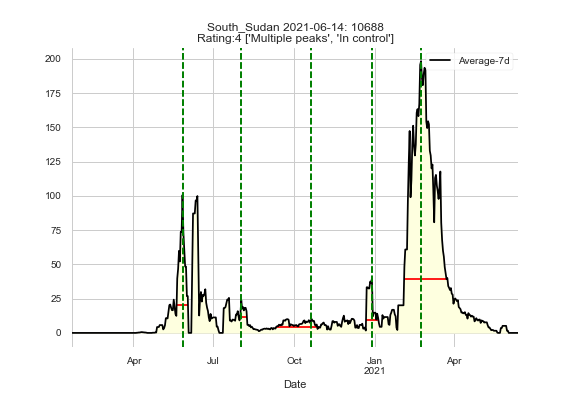 South_Sudan 2021-06-14: 10688
Rating:4 ['Multiple peaks', 'In control']
Average-7d
200
175
150
125
100
75
50
25
0
Apr
Jul
Oct
Jan
2021
Apr
Date